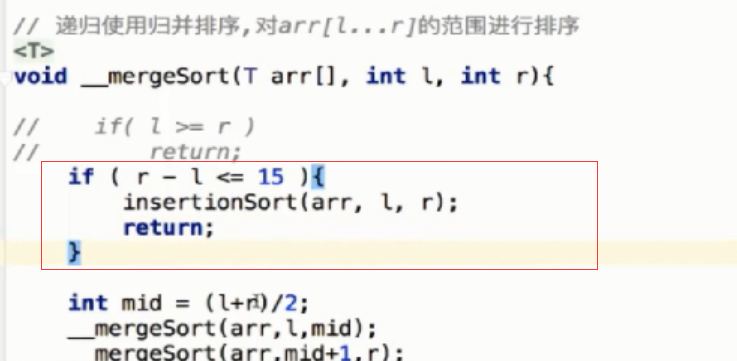 // 递归使用归并排序,对arr[l...r]的范围进行排序
<T>
void __mergeSort(T arr[], int l, int r){
//    if( l >= r )
//        return;
if ( r - l <= 15 ){
insertionSort(arr, l, r);
return;
}
int mid = (l+r)/2;
__mergeSort(arr,l,mid);
__mergeSort(arr,mid+1,r);